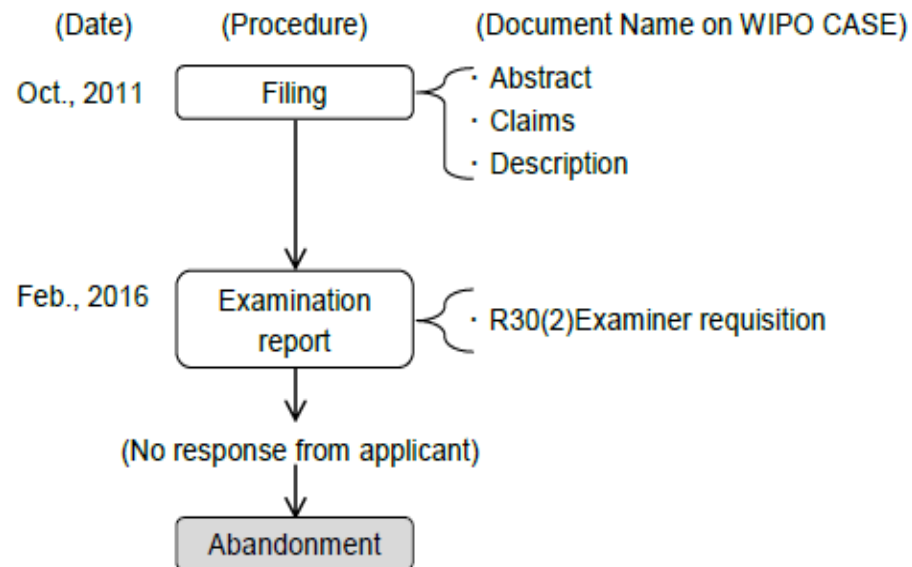 (Date) (Procedure) (Document Name on WIPO CASE)
Oct., 2011 Filing · Abstract
· Claims
· Description
Feb., 2016 Examination
report
· R30(2)Examiner requisition
(No response from applicant)
Abandonment